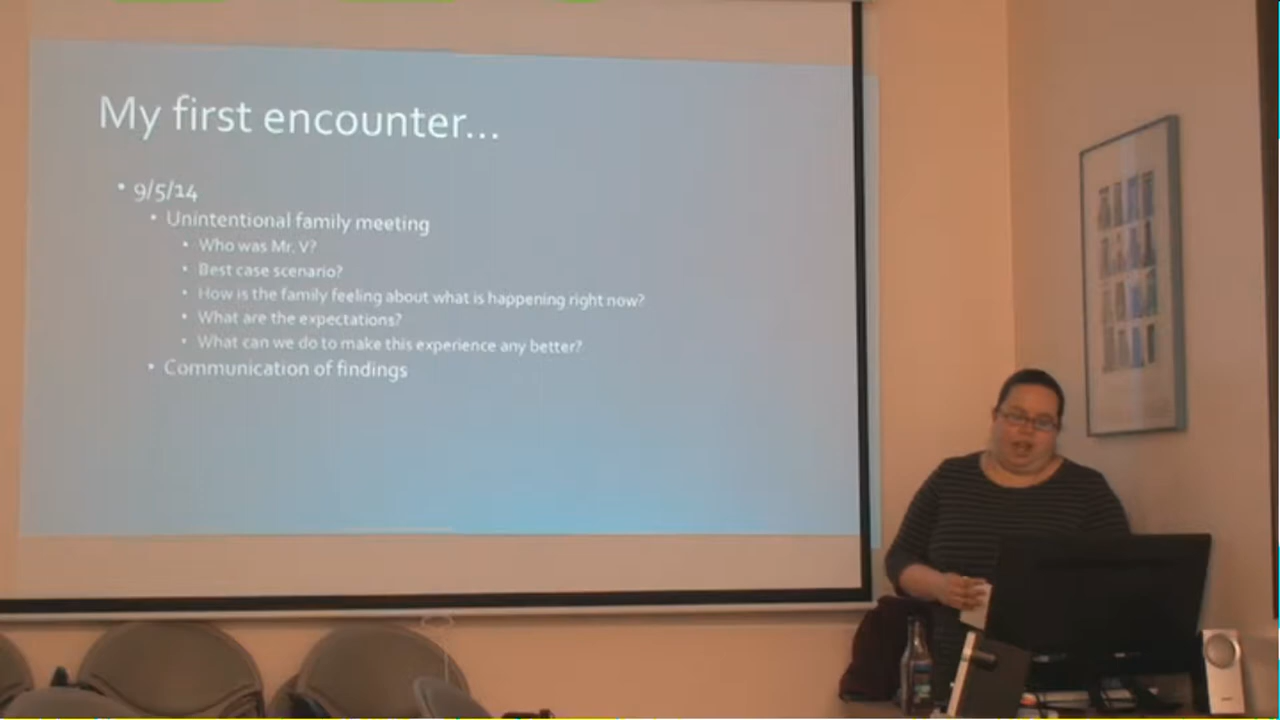 My first encounter...
• 9/5/14
• Unintentional family meeting
• Who was Mr. V?
• Best case scenario?
• How is the family feeling about what is happening right now?
• What are the expectations?
• What can we do to make this experience any better?
• Communication of findings